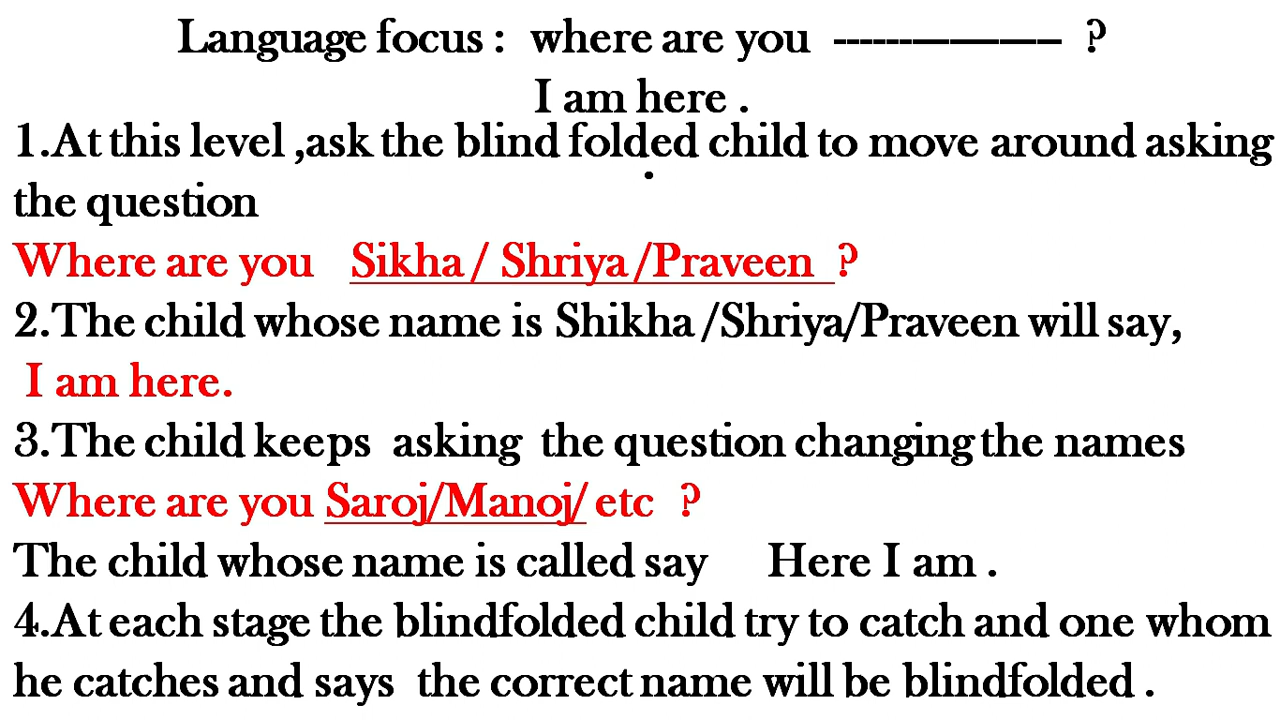 Language focus : where are you ------------------ ?
I am here .
1.At this level ,ask the blind folded child to move around asking
.
the question
Where are you Sikha / Shriya /Praveen ?
2.The child whose name is Shikha /Shriya/Praveen will say,
I am here.
3.The child keeps asking the question changing the names
Where are you Saroj/Manoj/ etc ?
The child whose name is called say Here I am .
4.At each stage the blindfolded child try to catch and one whom
he catches and says the correct name will be blindfolded .